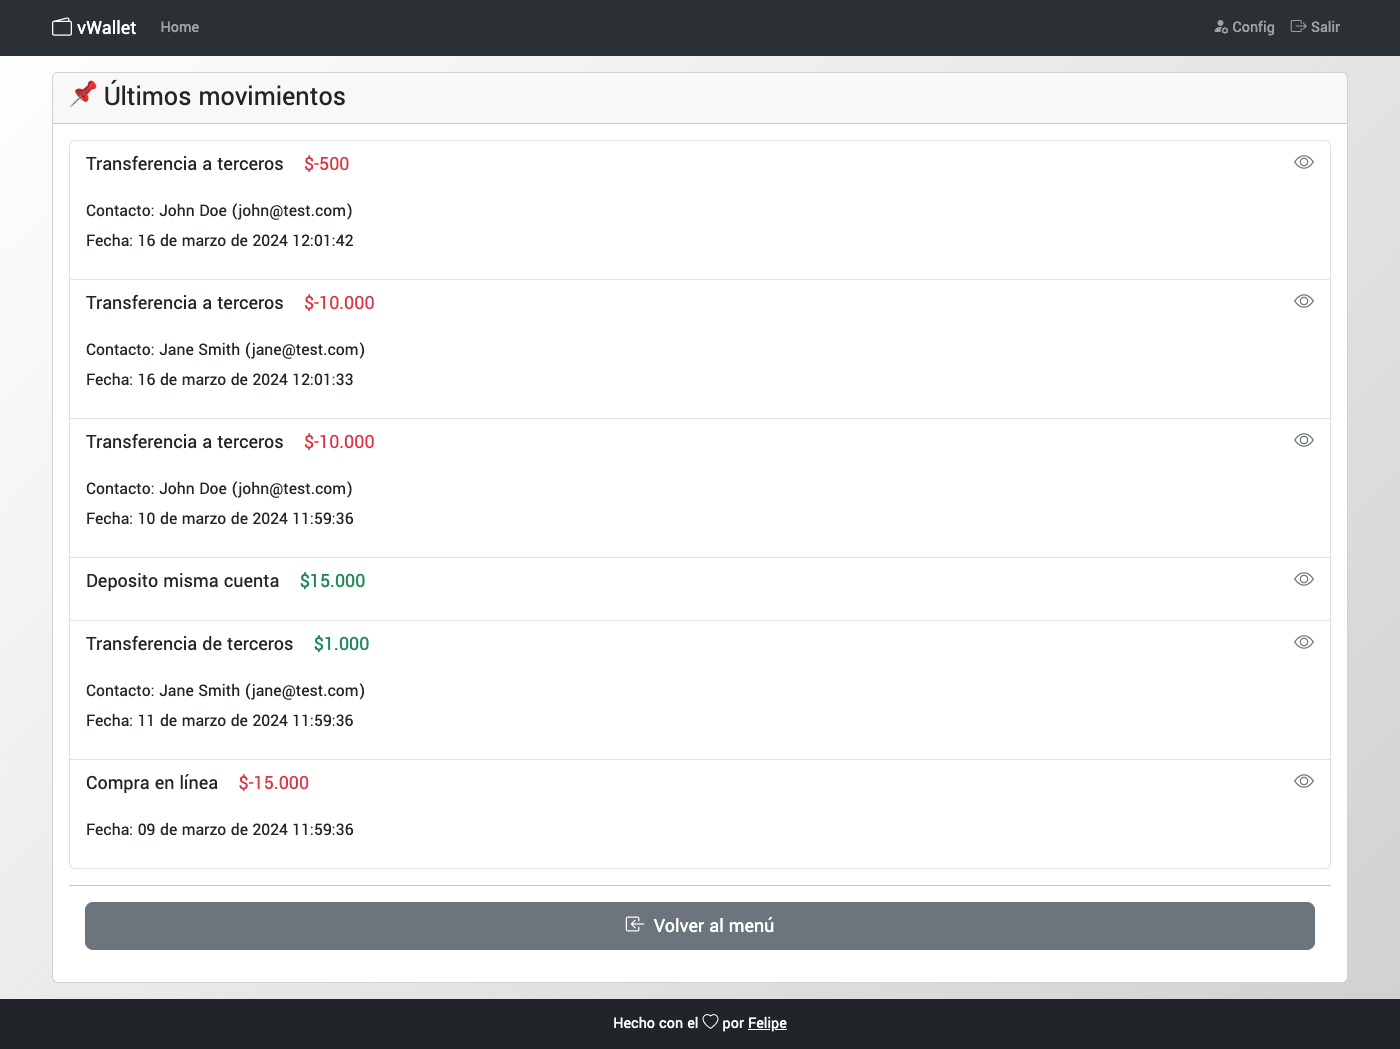 vWallet Home Config Salir
Últimos movimientos
Transferencia a terceros $-500
Contacto: John Doe (john@test.com)
Fecha: 16 de marzo de 2024 12:01:42
Transferencia a terceros $-10.000
Contacto: Jane Smith (jane@test.com)
Fecha: 16 de marzo de 2024 12:01:33
Transferencia a terceros $-10.000
Contacto: John Doe (john@test.com)
Fecha: 10 de marzo de 2024 11:59:36
Deposito misma cuenta $15.000
Transferencia de terceros $1.000
Contacto: Jane Smith (jane@test.com)
Fecha: 11 de marzo de 2024 11:59:36
Compra en línea $-15.000
Fecha: 09 de marzo de 2024 11:59:36
Volver al menú
Hecho con el por Felipe